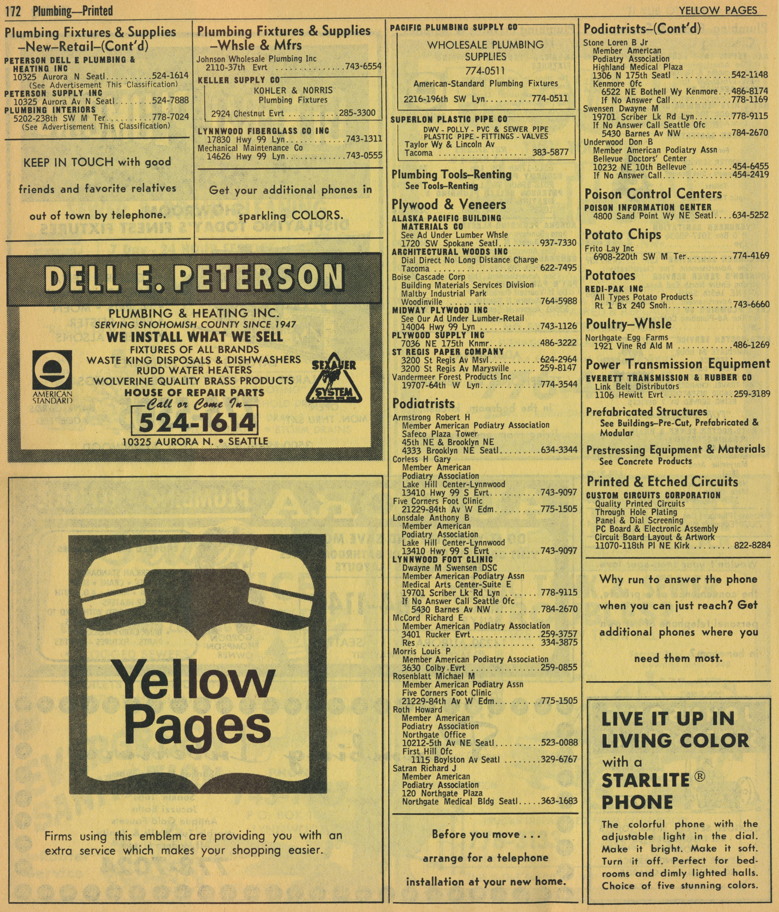 172 Plumbing—Printed
YELLOW PAGES
Plumbing Fixtures & Supplies
—New—Retail—(Cont'd)
PETERSON DELL E PLUMBING &
HEATING INC
10325 Aurora N Seatl.........524-1614
(See Advertisement This Classification)
PETERSON SUPPLY INC
10325 Aurora Av N Seatl......524-7888
PLUMBING INTERIORS
5202-238th SW M Ter..........778-7024
(See Advertisement This Classification)
KEEP IN TOUCH with good
friends and favorite relatives
out of town by telephone.
Plumbing Fixtures & Supplies
—Whsle & Mfrs
Johnson Wholesale Plumbing Inc
2110-37th Evrt ..............743-6554
KELLER SUPPLY CO
KOHLER & NORRIS
Plumbing Fixtures
2924 Chestnut Evrt ..........285-3300
LYNNWOOD FIBERGLASS CO INC
17830 Hwy 99 Lyn.............743-1311
Mechanical Maintenance Co
14626 Hwy 99 Lyn.............743-0555
Get your additional phones in
sparkling COLORS.
DELL E. PETERSON
PLUMBING & HEATING INC.
SERVING SNOHOMISH COUNTY SINCE 1947
WE INSTALL WHAT WE SELL
FIXTURES OF ALL BRANDS
WASTE KING DISPOSALS & DISHWASHERS
RUDD WATER HEATERS
WOLVERINE QUALITY BRASS PRODUCTS
HOUSE OF REPAIR PARTS
Call or Come In
524-1614
10325 AURORA N. • SEATTLE
AMERICAN
STANDARD
SEXAUER
SYSTEM
Yellow
Pages
Firms using this emblem are providing you with an
extra service which makes your shopping easier.
PACIFIC PLUMBING SUPPLY CO
WHOLESALE PLUMBING
SUPPLIES
774-0511
American-Standard Plumbing Fixtures
2216-196th SW Lyn............774-0511
SUPERLON PLASTIC PIPE CO
DWV - POLLY - PVC & SEWER PIPE
PLASTIC PIPE - FITTINGS - VALVES
Taylor Wy & Lincoln Av
Tacoma ......................383-5877
Plumbing Tools—Renting
See Tools-Renting
Plywood & Veneers
ALASKA PACIFIC BUILDING
MATERIALS CO
See Ad Under Lumber Whsle
1720 SW Spokane Seatl........937-7330
ARCHITECTURAL WOODS INC
Dial Direct No Long Distance Charge
Tacoma ......................622-7495
Boise Cascade Corp
Building Materials Services Division
Maltby Industrial Park
Woodinville .................764-5988
MIDWAY PLYWOOD INC
See Our Ad Under Lumber-Retail
14004 Hwy 99 Lyn.............743-1126
PLYWOOD SUPPLY INC
7036 NE 175th Knmr...........486-3222
ST REGIS PAPER COMPANY
3200 St Regis Av Msvl........624-2964
3200 St Regis Av Marysville ..259-8147
Vandermeer Forest Products Inc
19707-64th W Lyn.............774-3544
Podiatrists
Armstrong Robert H
Member American Podiatry Association
Safeco Plaza Tower
45th NE & Brooklyn NE
4333 Brooklyn NE Seatl.......634-3344
Corless H Gary
Member American
Podiatry Association
Lake Hill Center-Lynnwood
13410 Hwy 99 S Evrt..........743-9097
Five Corners Foot Clinic
21229-84th Av W Edm..........775-1505
Lonsdale Anthony B
Member American
Podiatry Association
Lake Hill Center-Lynnwood
13410 Hwy 99 S Evrt .........743-9097
LYNNWOOD FOOT CLINIC
Dwayne M Swensen DSC
Member American Podiatry Assn
Medical Arts Center-Suite E
19701 Scriber Lk Rd Lyn .....778-9115
If No Answer Call Seattle Ofc
5430 Barnes Av NW ...........784-2670
McCord Richard E
Member American Podiatry Association
3401 Rucker Evrt.............259-3757
Res .........................334-3875
Morris Louis P
Member American Podiatry Association
3630 Colby Evrt .............259-0855
Rosenblatt Michael M
Member American Podiatry Assn
Five Corners Foot Clinic
21229-84th Av W Edm..........775-1505
Roth Howard
Member American
Podiatry Association
Northgate Office
10212-5th Av NE Seatl........523-0088
First Hill Ofc
1115 Boylston Av Seatl ......329-6767
Satran Richard J
Member American
Podiatry Association
120 Northgate Plaza
Northgate Medical Bldg Seatl.....363-1683
Before you move . . .
arrange for a telephone
installation at your new home.
Podiatrists—(Cont'd)
Stone Loren B Jr
Member American
Podiatry Association
Highland Medical Plaza
1306 N 175th Seatl ..........542-1148
Kenmore Ofc
6522 NE Bothell Wy Kenmore...486-8174
If No Answer Call............778-1169
Swensen Dwayne M
19701 Scriber Lk Rd Lyn......778-9115
If No Answer Call Seattle Ofc
5430 Barnes Av NW............784-2670
Underwood Don B
Member American Podiatry Assn
Bellevue Doctors' Center
10232 NE 10th Bellevue ......454-6455
If No Answer Call............454-2419
Poison Control Centers
POISON INFORMATION CENTER
4800 Sand Point Wy NE Seatl....634-5252
Potato Chips
Frito Lay Inc
6908-220th SW M Ter..........774-4169
Potatoes
REDI-PAK INC
All Types Potato Products
Rt 1 Bx 240 Snoh.............743-6660
Poultry—Whsle
Northgate Egg Farms
1921 Vine Rd Ald M ..........486-1269
Power Transmission Equipment
EVERETT TRANSMISSION & RUBBER CO
Link Belt Distributors
1106 Hewitt Evrt.............259-3189
Prefabricated Structures
See Buildings—Pre-Cut, Prefabricated &
Modular
Prestressing Equipment & Materials
See Concrete Products
Printed & Etched Circuits
CUSTOM CIRCUITS CORPORATION
Quality Printed Circuits
Through Hole Plating
Panel & Dial Screening
PC Board & Electronic Assembly
Circuit Board Layout & Artwork
11070-118th Pl NE Kirk ........ 822-8284
Why run to answer the phone
when you can just reach? Get
additional phones where you
need them most.
LIVE IT UP IN
LIVING COLOR
with a
STARLITE ®
PHONE
The colorful phone with the
adjustable light in the dial.
Make it bright. Make it soft.
Turn it off. Perfect for bed-
rooms and dimly lighted halls.
Choice of five stunning colors.